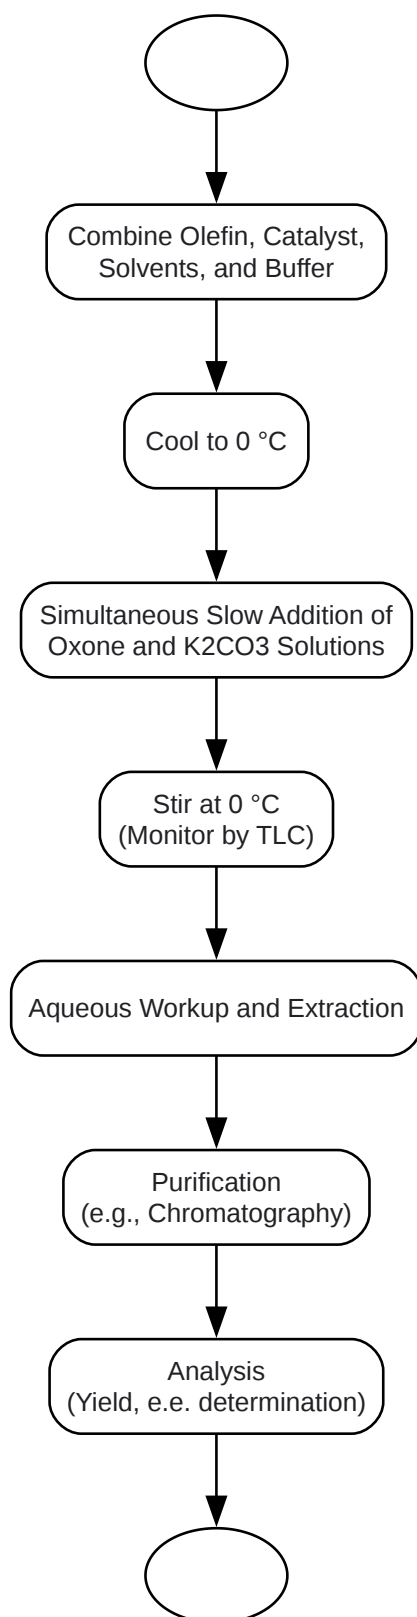 Combine Olefin, Catalyst,
Solvents, and Buffer
Cool to 0 °C
Simultaneous Slow Addition of
Oxone and K2CO3 Solutions
Stir at 0 °C
(Monitor by TLC)
Aqueous Workup and Extraction
Purification
(e.g., Chromatography)
Analysis
(Yield, e.e. determination)